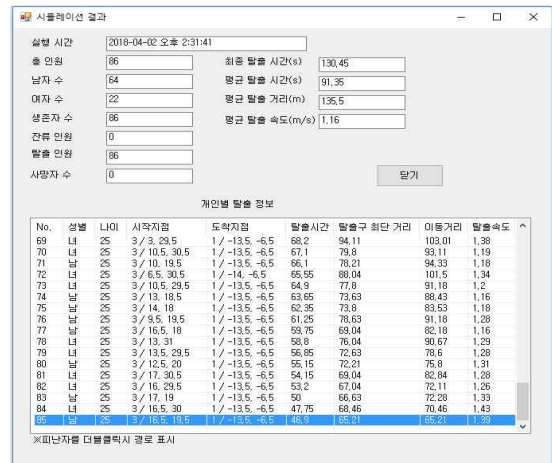 시뮬레이션 결과
실행 시간 2018-04-02 오후 2:31:41
총 인원 86 최종 탈출 시간(s) 130,45
남자 수 64 평균 탈출 시간(s) 91,35
여자 수 22 평균 탈출 거리(m) 135,5
생존자 수 86 평균 탈출 속도(m/s) 1,16
잔류 인원 0
탈출 인원 86
사망자 수 0
닫기
개인별 탈출 정보
No. 성별 나이 시작지점 도착지점 탈출시간 탈출구 최단 거리 이동거리 탈출속도
69 녀 25 3 / 3, 29,5 1 / -13,5, -6,5 68,2 94,11 103,01 1,38
70 녀 25 3 / 10,5, 30,5 1 / -13,5, -6,5 67,1 79,8 93,11 1,19
71 남 25 3 / 10, 19,5 1 / -13,5, -6,5 66,1 78,21 94,33 1,18
72 녀 25 3 / 6,5, 30,5 1 / -14, -6,5 65,55 88,04 101,5 1,34
73 녀 25 3 / 10,5, 29,5 1 / -13,5, -6,5 64,9 77,8 91,18 1,2
74 남 25 3 / 13, 18,5 1 / -13,5, -6,5 63,65 73,63 88,43 1,16
75 남 25 3 / 14, 18 1 / -13,5, -6,5 62,35 73,8 83,53 1,18
76 남 25 3 / 9,5, 19,5 1 / -13,5, -6,5 61,25 78,63 91,18 1,28
77 남 25 3 / 16,5, 18 1 / -13,5, -6,5 59,75 69,04 82,18 1,16
78 녀 25 3 / 13, 31 1 / -13,5, -6,5 58,8 76,04 90,67 1,29
79 녀 25 3 / 13,5, 29,5 1 / -13,5, -6,5 56,85 72,63 78,6 1,28
80 남 25 3 / 12,5, 20 1 / -13,5, -6,5 55,15 72,21 75,8 1,31
81 녀 25 3 / 17, 30,5 1 / -13,5, -6,5 54,15 69,04 82,84 1,28
82 녀 25 3 / 16, 29,5 1 / -13,5, -6,5 53,2 67,04 72,11 1,26
83 남 25 3 / 17, 19 1 / -13,5, -6,5 50 66,63 72,28 1,33
84 녀 25 3 / 16,5, 30 1 / -13,5, -6,5 47,75 68,46 70,46 1,43
85 남 25 3 / 16,5, 19,5 1 / -13,5, -6,5 46,9 65,21 65,21 1,39
※피난자를 더블클릭시 경로 표시